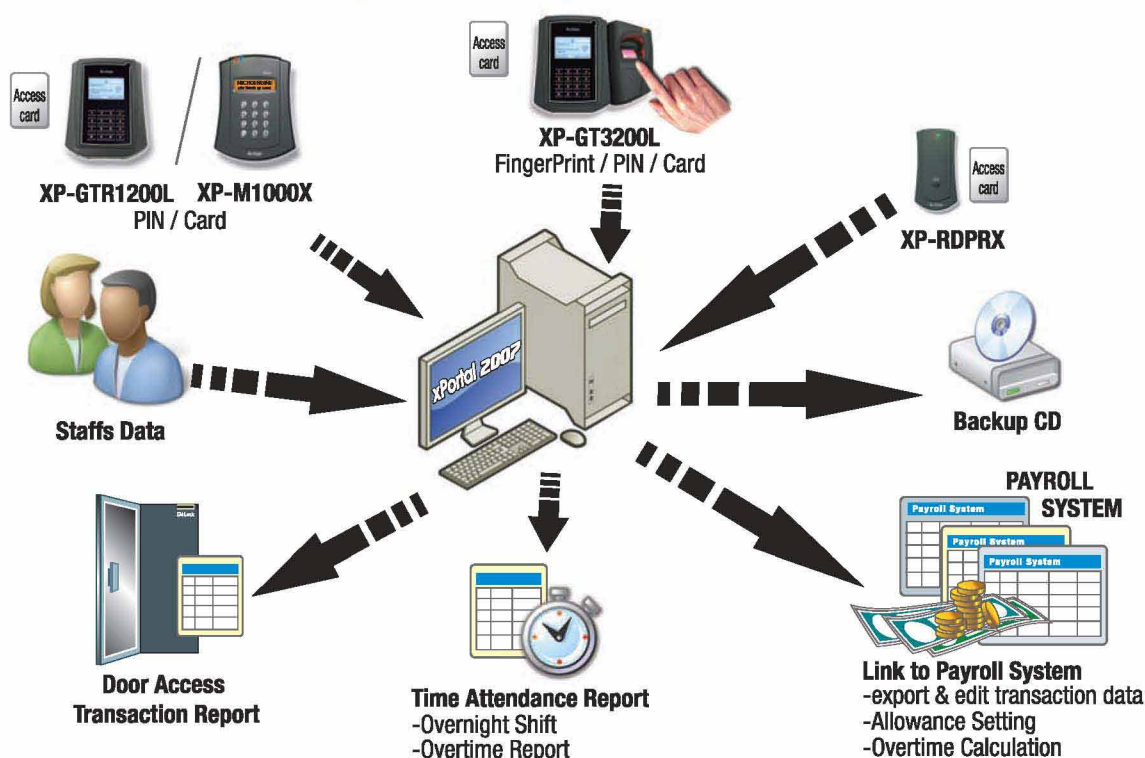 Access
card
Access
card
XP-GTR1200L XP-M1000X
PIN / Card
XP-GT3200L
FingerPrint / PIN / Card
Access
card
XP-RDPRX
Staffs Data
xPortal 2007
Backup CD
PAYROLL
SYSTEM
Payroll System
Payroll System
Payroll System
Door Access
Transaction Report
Time Attendance Report
-Overnight Shift
-Overtime Report
Link to Payroll System
-export & edit transaction data
-Allowance Setting
-Overtime Calculation